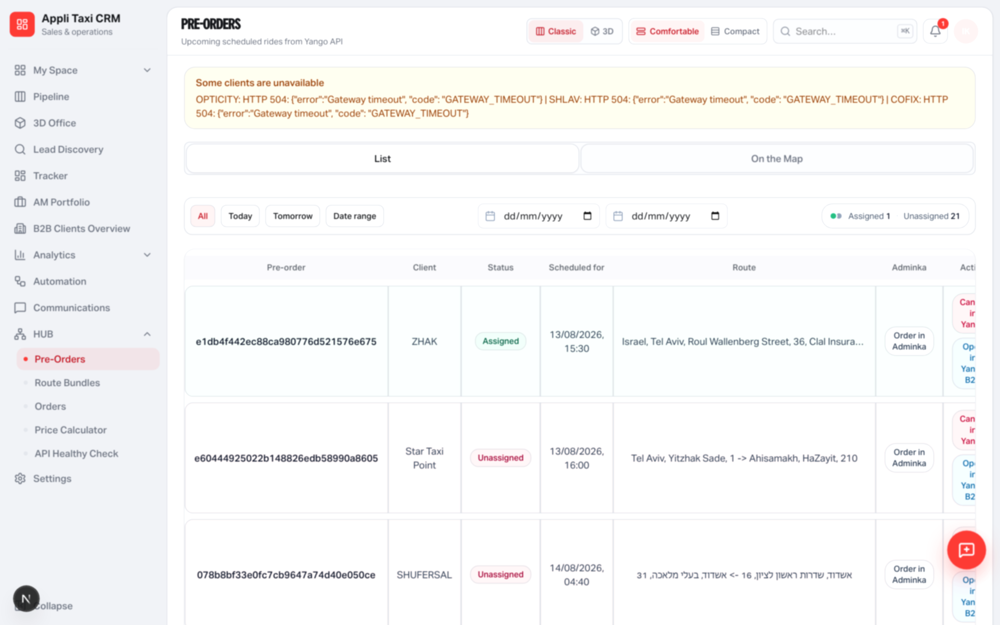 Appli Taxi CRM
Sales & operations
My Space
Pipeline
3D Office
Lead Discovery
Tracker
AM Portfolio
B2B Clients Overview
Analytics
Automation
Communications
HUB
Pre-Orders
Route Bundles
Orders
Price Calculator
API Healthy Check
Settings
N
Collapse
PRE-ORDERS
Upcoming scheduled rides from Yango API
Classic
3D
Comfortable
Compact
Search...
⌘K
1
Some clients are unavailable
OPTICITY: HTTP 504: {"error":"Gateway timeout", "code": "GATEWAY_TIMEOUT"} | SHLAV: HTTP 504: {"error":"Gateway timeout", "code": "GATEWAY_TIMEOUT"} | COFIX: HTTP
504: {"error":"Gateway timeout", "code": "GATEWAY_TIMEOUT"}
List
On the Map
All
Today
Tomorrow
Date range
dd/mm/yyyy
dd/mm/yyyy
Assigned 1 · Unassigned 21
Pre-order
Client
Status
Scheduled for
Route
Adminka
Acti
e1db4f442ec88ca980776d521576e675
ZHAK
Assigned
13/08/2026,
15:30
Israel, Tel Aviv, Roul Wallenberg Street, 36, Clal Insura...
Order in
Adminka
Can
in
Yan
Op
in
Yan
B2
e60444925022b148826edb58990a8605
Star Taxi
Point
Unassigned
13/08/2026,
16:00
Tel Aviv, Yitzhak Sade, 1 -> Ahisamakh, HaZayit, 210
Order in
Adminka
Can
in
Yan
Op
in
Yan
B2
078b8bf33e0fc7cb9647a74d40e050ce
SHUFERSAL
Unassigned
14/08/2026,
04:40
אשדוד, שדרות ראשון לציון, 16 -> אשדוד, בעלי מלאכה, 31
Order in
Adminka
Op
in
Yan
B2